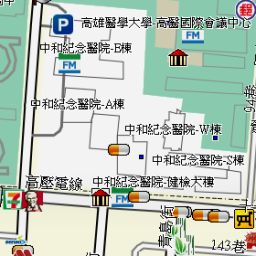 P
高雄醫學大學
高醫國際會議中心
中和紀念醫院-E棟
FM
中和紀念醫院-A棟
FM
中和紀念醫院-W棟
中和紀念醫院-S棟
高壓電線
中和紀念醫院-健檢大樓
FM
143巷